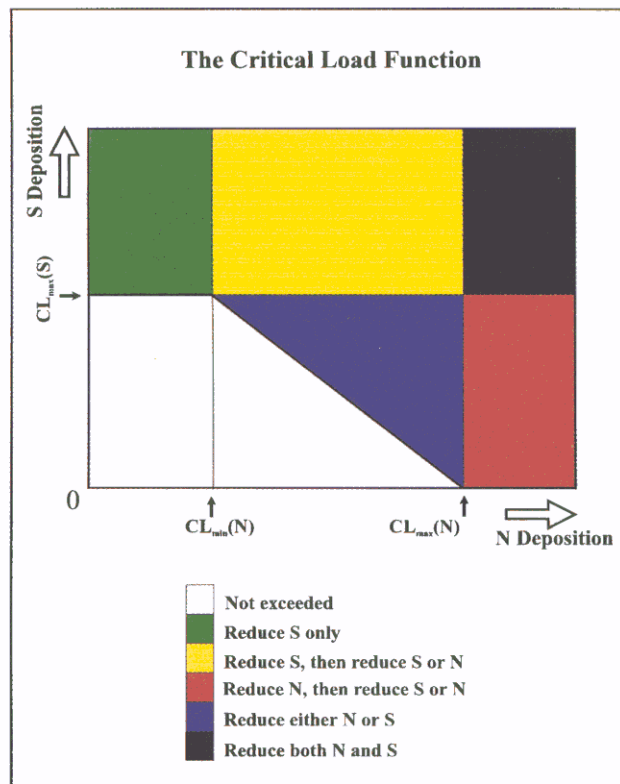 The Critical Load Function
S Deposition
CLmax(S)
0
CLmin(N)
CLmax(N)
N Deposition
Not exceeded
Reduce S only
Reduce S, then reduce S or N
Reduce N, then reduce S or N
Reduce either N or S
Reduce both N and S